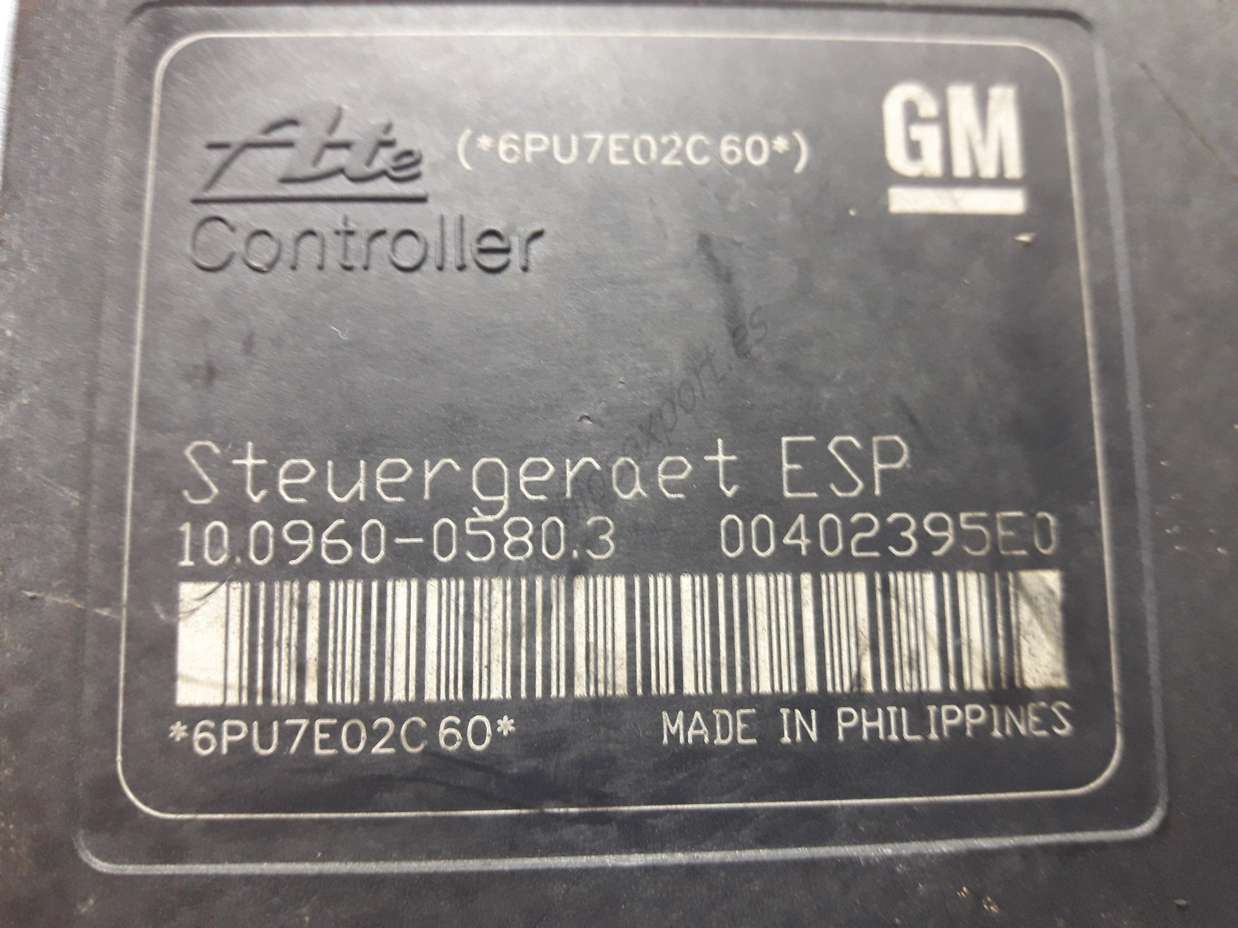 Ate (*6PU7E02C60*) GM
Controller
Steuergeraet ESP
10.0960-0580.3 00402395E0
*6PU7E02C60* MADE IN PHILIPPINES